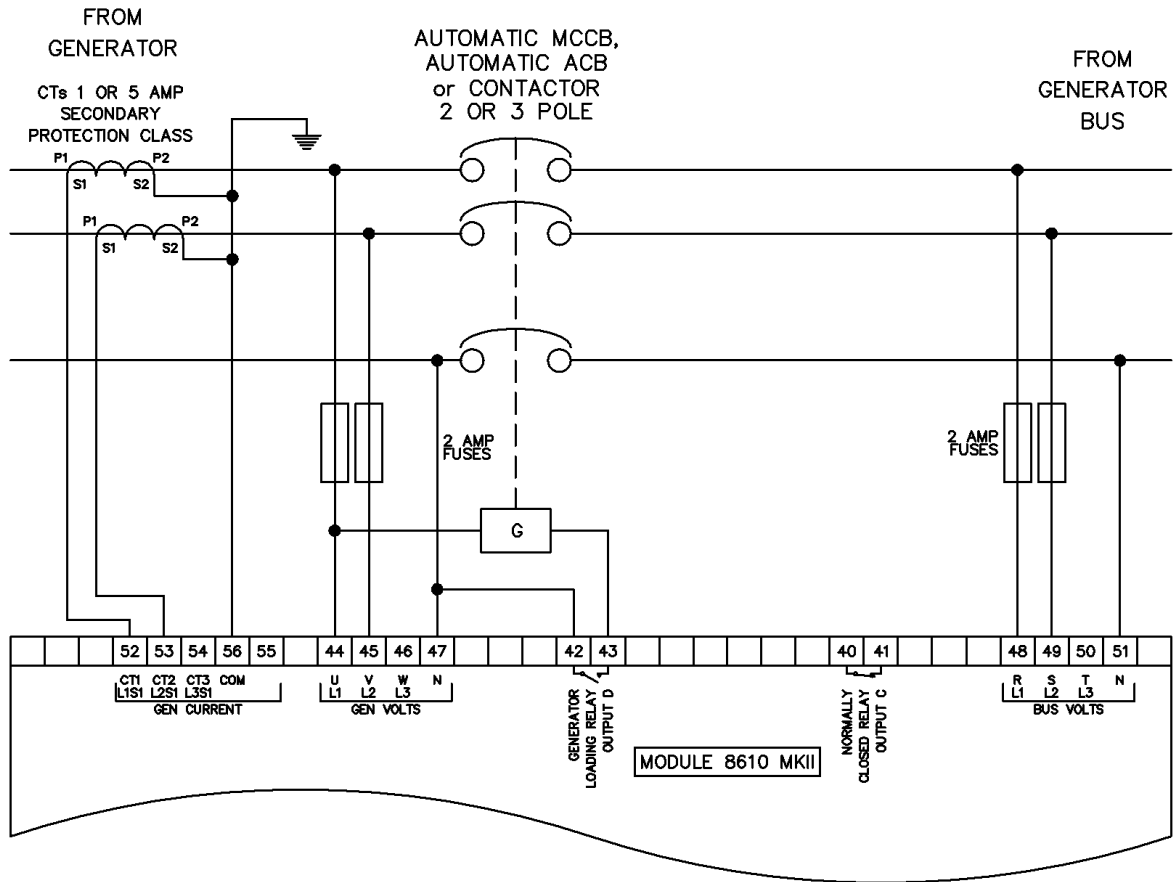 FROM
GENERATOR
CTs 1 OR 5 AMP
SECONDARY
PROTECTION CLASS
AUTOMATIC MCCB,
AUTOMATIC ACB
or CONTACTOR
2 OR 3 POLE
FROM
GENERATOR
BUS
P1 P2
S1 S2
P1 P2
S1 S2
2 AMP
FUSES
2 AMP
FUSES
G
52 53 54 56 55 44 45 46 47 42 43 40 41 48 49 50 51
CT1 CT2 CT3 COM
L1S1 L2S1 L3S1
GEN CURRENT
U V W N
L1 L2 L3
GEN VOLTS
GENERATOR
LOADING RELAY
OUTPUT D
NORMALLY
CLOSED RELAY
OUTPUT C
R S T N
L1 L2 L3
BUS VOLTS
MODULE 8610 MKII